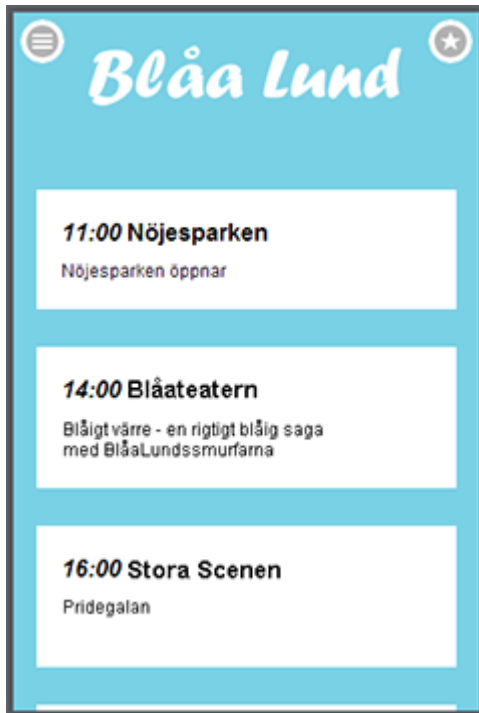 Blåa Lund
11:00 Nöjesparken
Nöjesparken öppnar
14:00 Blåateatern
Blåigt värre - en rigtigt blåig saga
med BlåaLundssmurfarna
16:00 Stora Scenen
Pridegalan